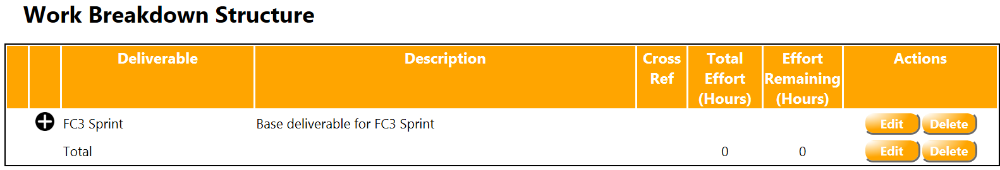 Work Breakdown Structure
Deliverable Description Cross Total Effort Actions
Ref Effort Remaining
(Hours) (Hours)
FC3 Sprint Base deliverable for FC3 Sprint Edit Delete
Total 0 0 Edit Delete